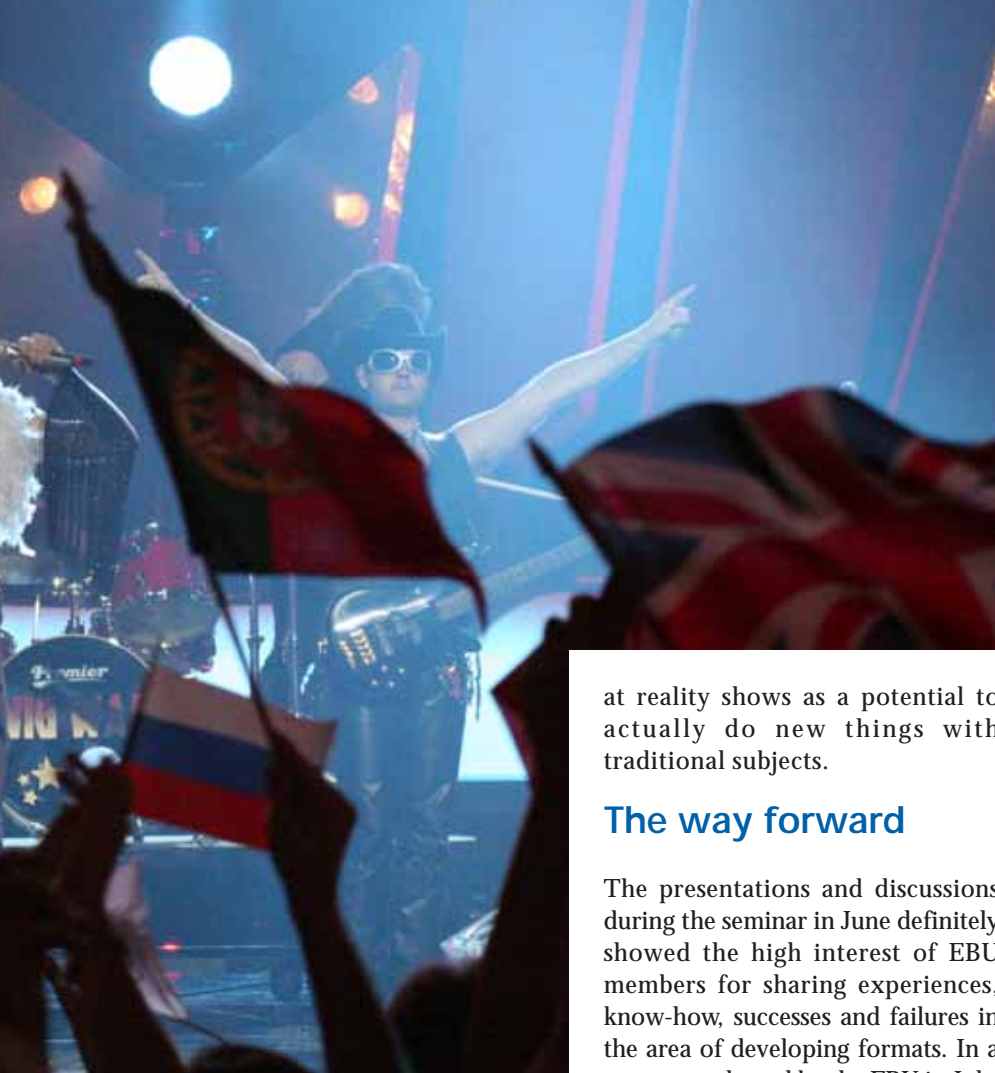 Premier
at reality shows as a potential to
actually do new things with
traditional subjects.
The way forward
The presentations and discussions
during the seminar in June definitely
showed the high interest of EBU
members for sharing experiences,
know-how, successes and failures in
the area of developing formats. In a